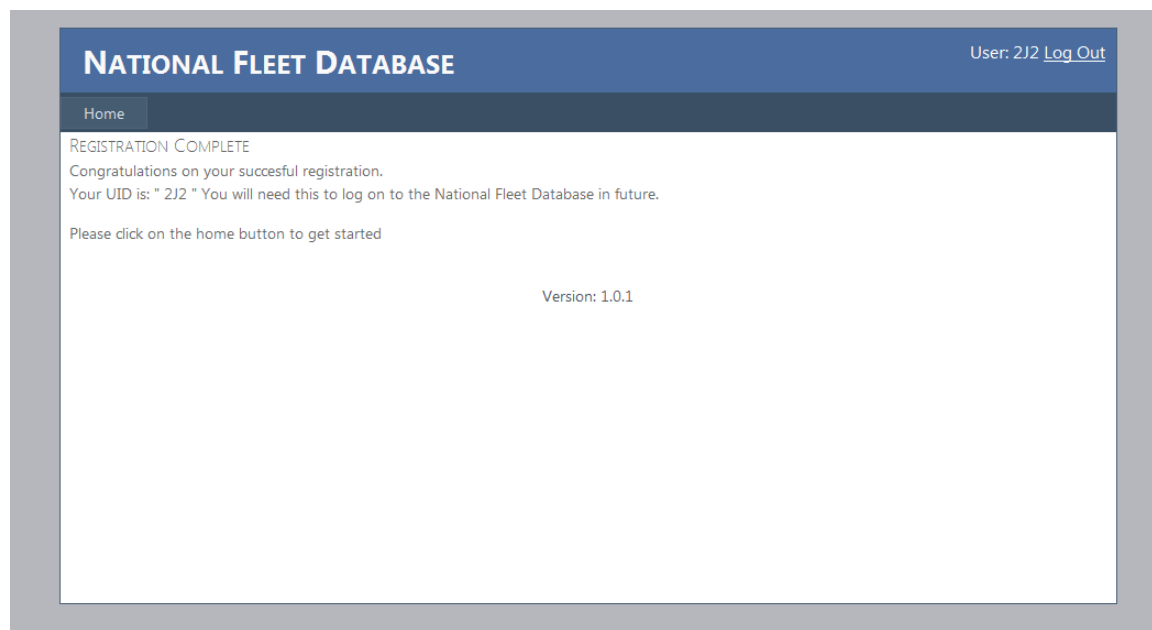 NATIONAL FLEET DATABASE
User: 2J2 Log Out
Home
REGISTRATION COMPLETE
Congratulations on your succesful registration.
Your UID is: " 2J2 " You will need this to log on to the National Fleet Database in future.
Please click on the home button to get started
Version: 1.0.1